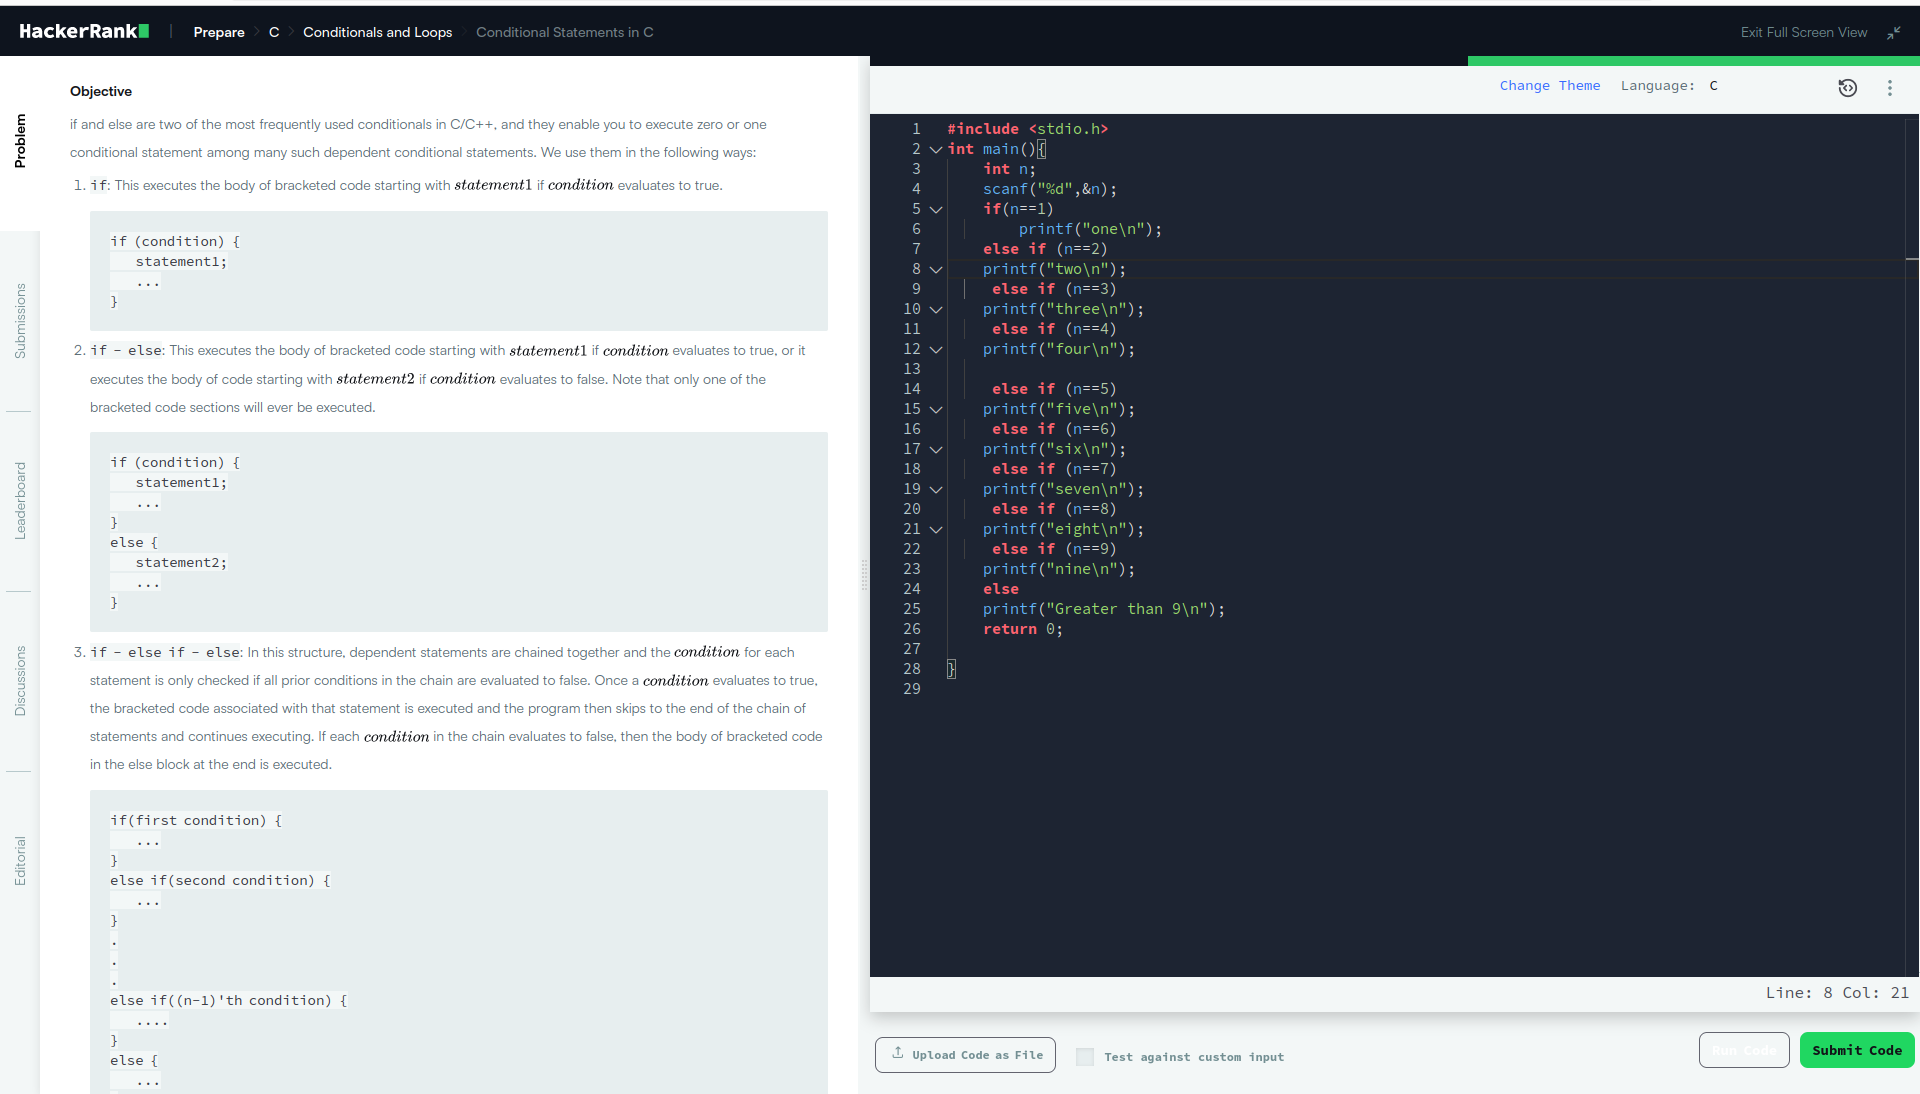 HackerRank
Prepare
C
Conditionals and Loops
Conditional Statements in C
Exit Full Screen View
Problem
Submissions
Leaderboard
Discussions
Editorial
Objective
if and else are two of the most frequently used conditionals in C/C++, and they enable you to execute zero or one
conditional statement among many such dependent conditional statements. We use them in the following ways:
1. if: This executes the body of bracketed code starting with statement1 if condition evaluates to true.
if (condition) {
statement1;
...
}
2. if - else: This executes the body of bracketed code starting with statement1 if condition evaluates to true, or it
executes the body of code starting with statement2 if condition evaluates to false. Note that only one of the
bracketed code sections will ever be executed.
if (condition) {
statement1;
...
}
else {
statement2;
...
}
3. if - else if - else: In this structure, dependent statements are chained together and the condition for each
statement is only checked if all prior conditions in the chain are evaluated to false. Once a condition evaluates to true,
the bracketed code associated with that statement is executed and the program then skips to the end of the chain of
statements and continues executing. If each condition in the chain evaluates to false, then the body of bracketed code
in the else block at the end is executed.
if(first condition) {
...
}
else if(second condition) {
...
}
.
.
.
else if((n-1)'th condition) {
....
}
else {
...
Change Theme
Language: C
1 #include <stdio.h>
2 int main(){
3 int n;
4 scanf("%d",&n);
5 if(n==1)
6 printf("one\n");
7 else if (n==2)
8 printf("two\n");
9 else if (n==3)
10 printf("three\n");
11 else if (n==4)
12 printf("four\n");
13
14 else if (n==5)
15 printf("five\n");
16 else if (n==6)
17 printf("six\n");
18 else if (n==7)
19 printf("seven\n");
20 else if (n==8)
21 printf("eight\n");
22 else if (n==9)
23 printf("nine\n");
24 else
25 printf("Greater than 9\n");
26 return 0;
27
28 }
29
Line: 8 Col: 21
Upload Code as File
Test against custom input
Run Code
Submit Code